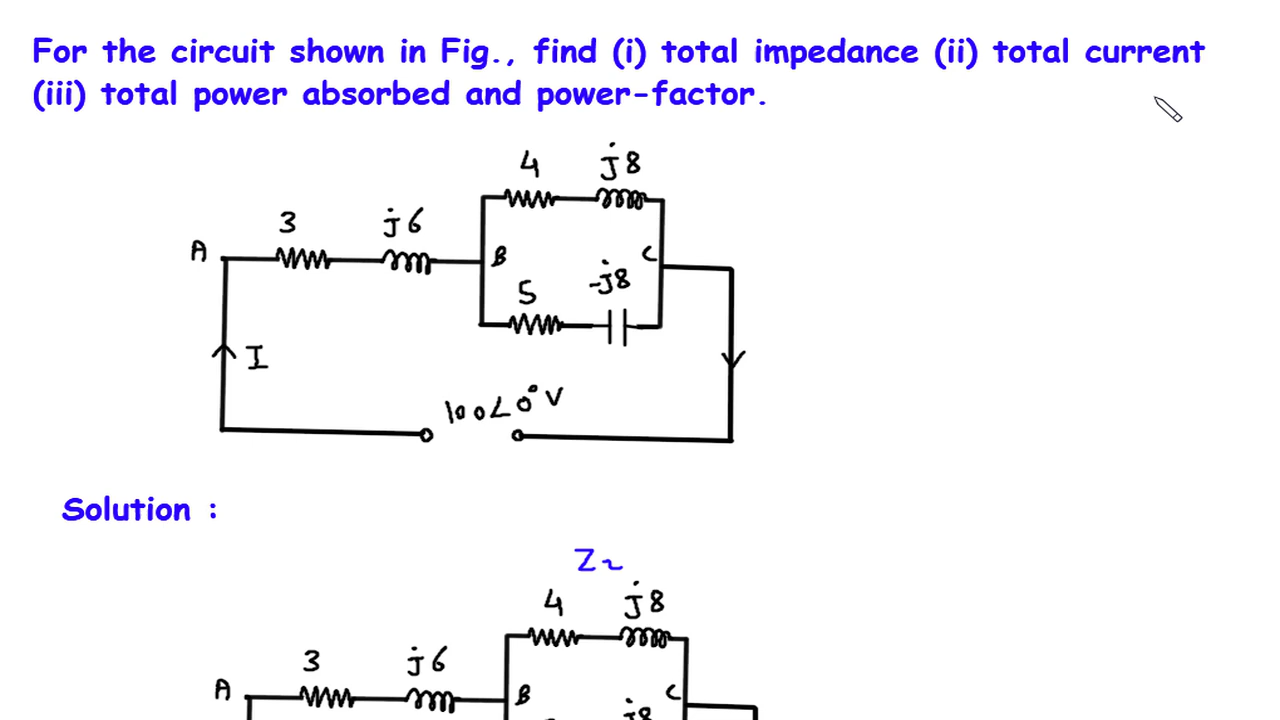 For the circuit shown in Fig., find (i) total impedance (ii) total current
(iii) total power absorbed and power-factor.
4 j8
3 j6
A B C
5 -j8
I
100∠0° V
Solution :
Z2
4 j8
3 j6
A B C
j8